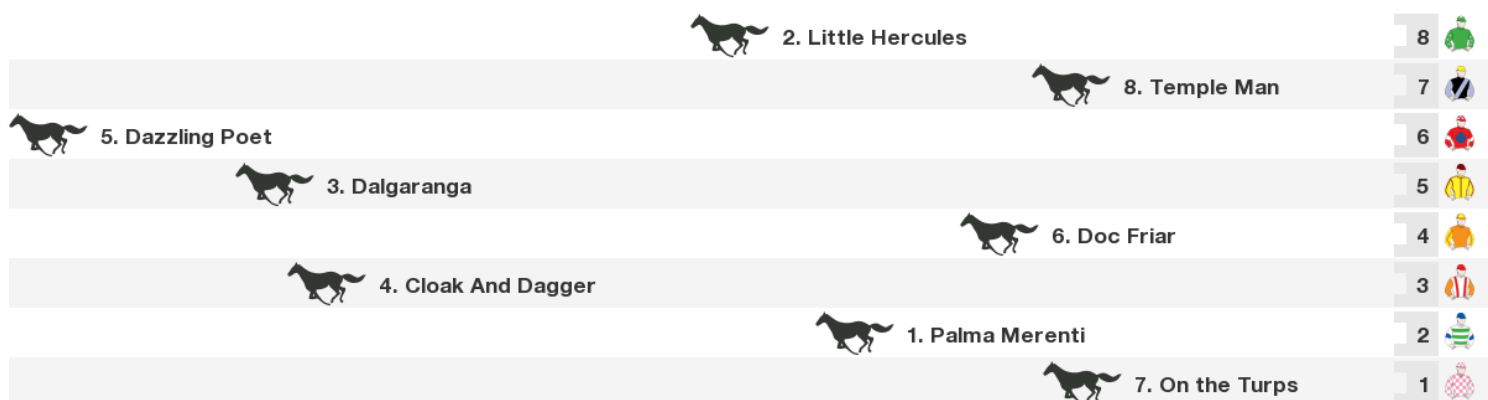 2. Little Hercules 8
8. Temple Man 7
5. Dazzling Poet 6
3. Dalgaranga 5
6. Doc Friar 4
4. Cloak And Dagger 3
1. Palma Merenti 2
7. On the Turps 1